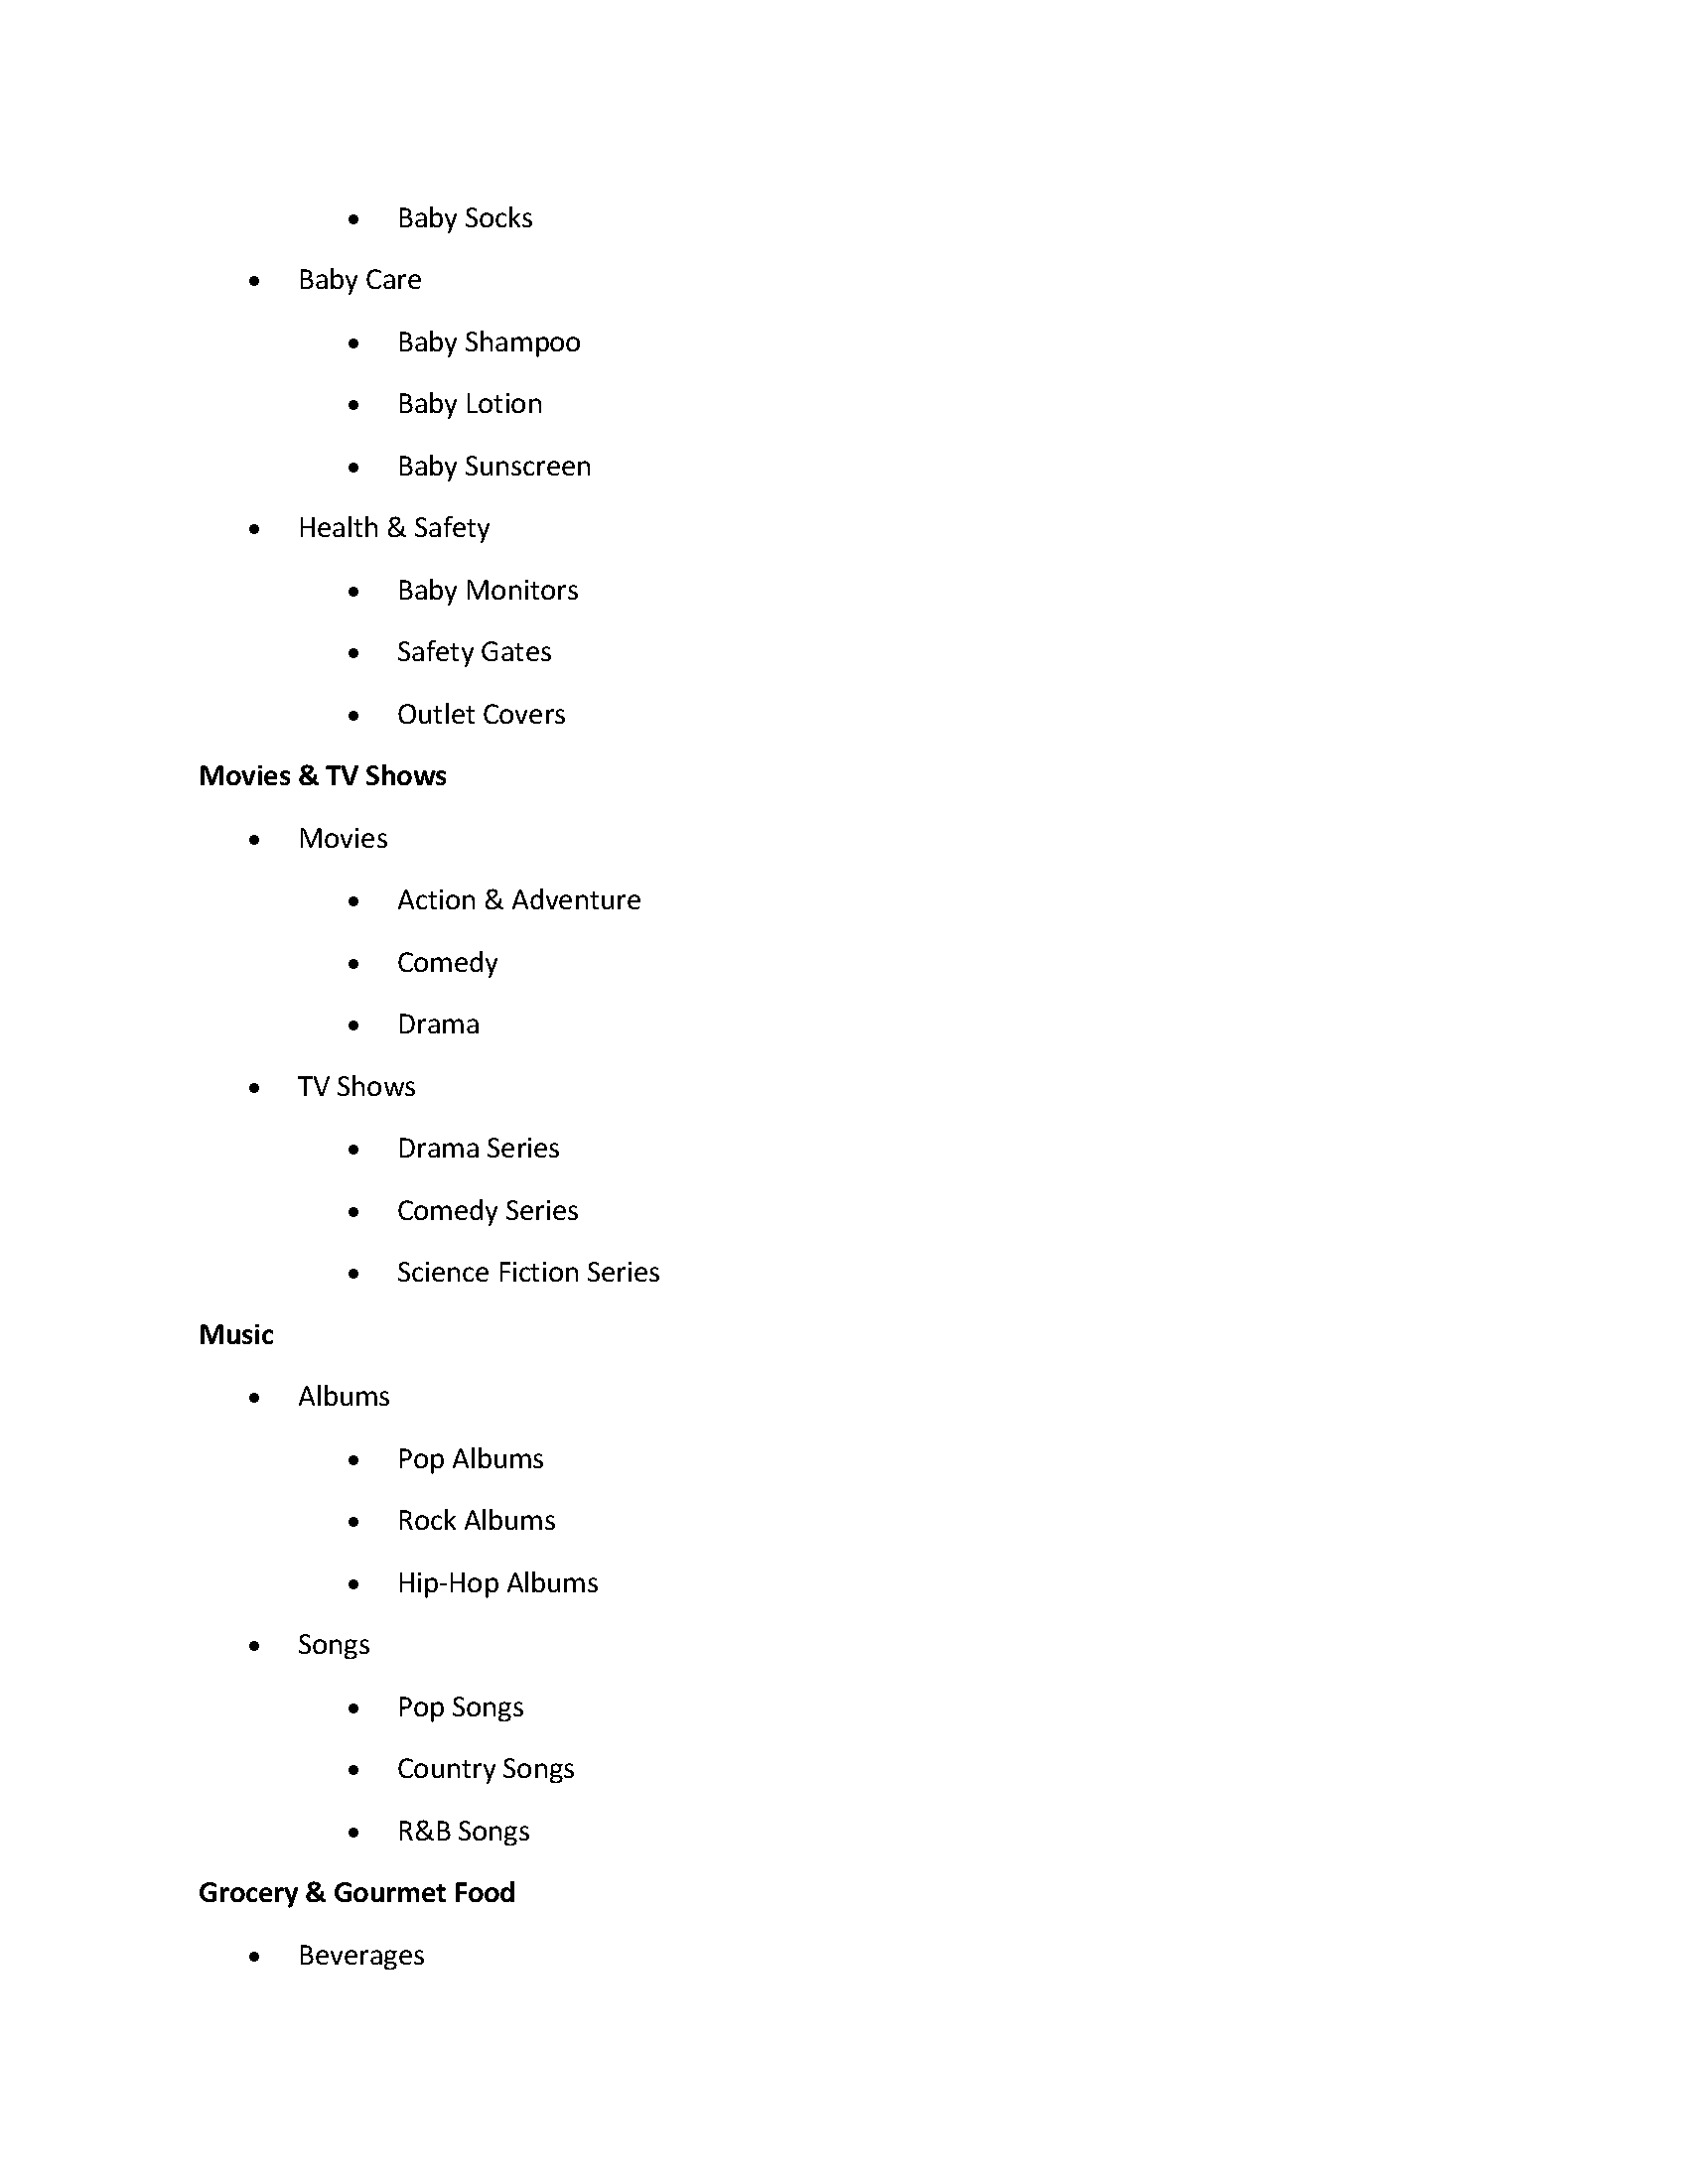 • Baby Socks
• Baby Care
• Baby Shampoo
• Baby Lotion
• Baby Sunscreen
• Health & Safety
• Baby Monitors
• Safety Gates
• Outlet Covers
Movies & TV Shows
• Movies
• Action & Adventure
• Comedy
• Drama
• TV Shows
• Drama Series
• Comedy Series
• Science Fiction Series
Music
• Albums
• Pop Albums
• Rock Albums
• Hip-Hop Albums
• Songs
• Pop Songs
• Country Songs
• R&B Songs
Grocery & Gourmet Food
• Beverages